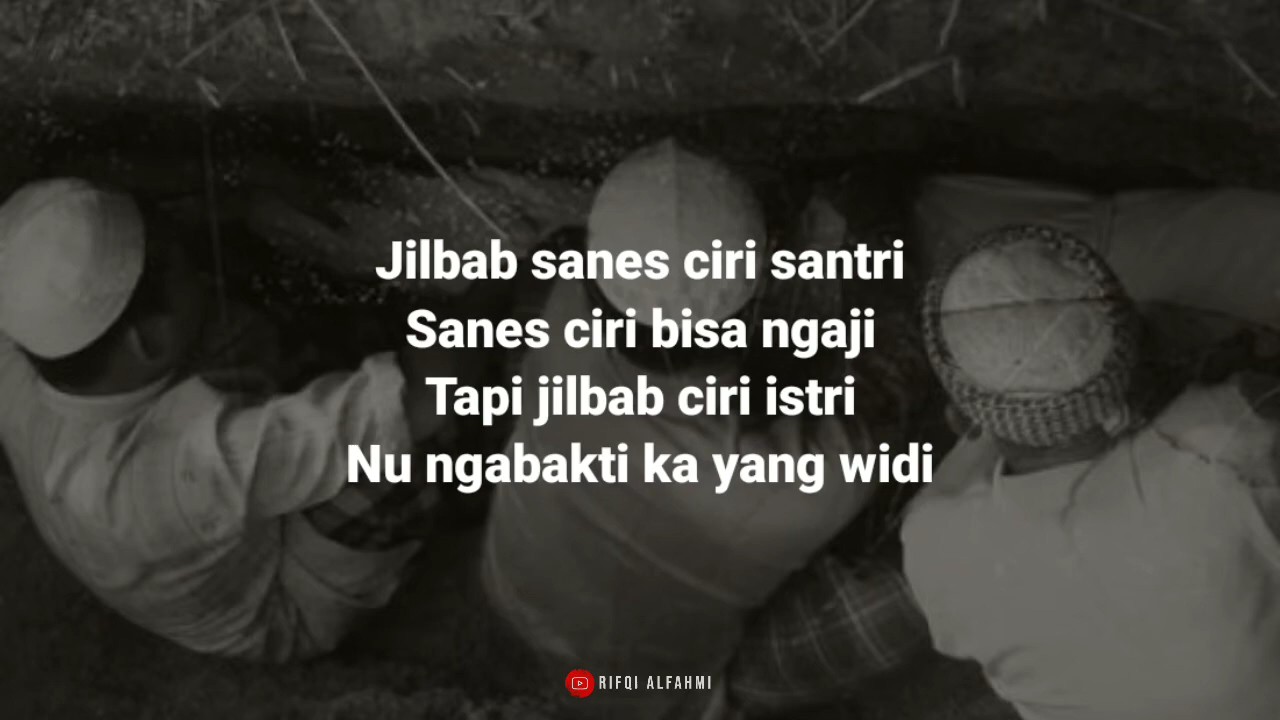 Jilbab sanes ciri santri
Sanes ciri bisa ngaji
Tapi jilbab ciri istri
Nu ngabakti ka yang widi
RIFQI ALFAHMI